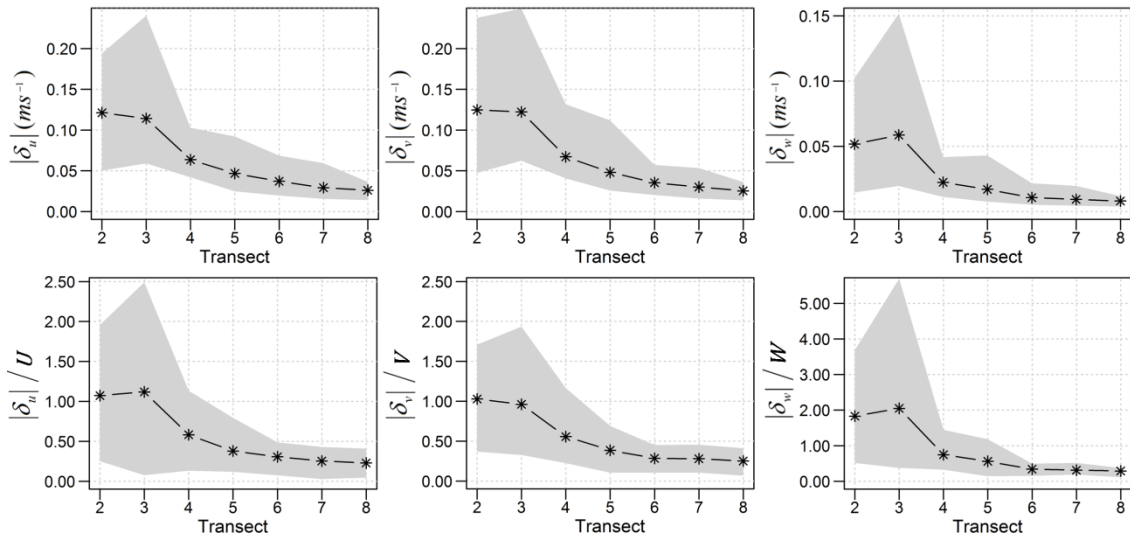 |δu| (ms⁻¹)
0.20
0.15
0.10
0.05
0.00
2 3 4 5 6 7 8
Transect
|δv| (ms⁻¹)
0.20
0.15
0.10
0.05
0.00
2 3 4 5 6 7 8
Transect
|δw| (ms⁻¹)
0.15
0.10
0.05
0.00
2 3 4 5 6 7 8
Transect
|δu| / U
2.50
2.00
1.50
1.00
0.50
0.00
2 3 4 5 6 7 8
Transect
|δv| / V
2.50
2.00
1.50
1.00
0.50
0.00
2 3 4 5 6 7 8
Transect
|δw| / W
5.00
4.00
3.00
2.00
1.00
0.00
2 3 4 5 6 7 8
Transect